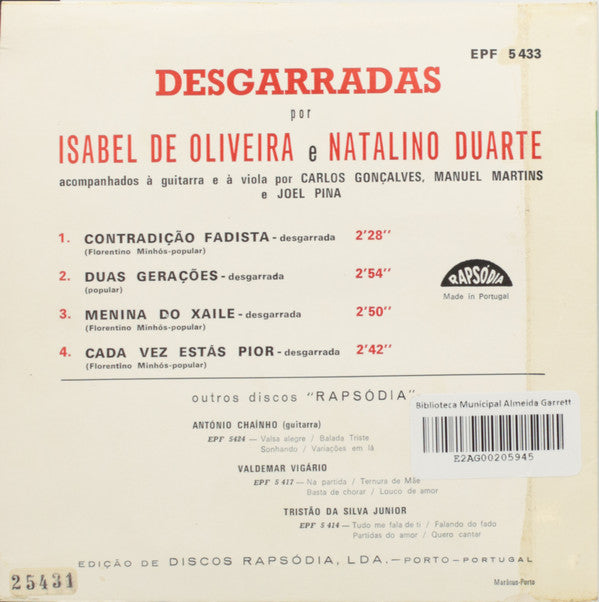 EPF 5433
DESGARRADAS
por
ISABEL DE OLIVEIRA e NATALINO DUARTE
acompanhados à guitarra e à viola por CARLOS GONÇALVES, MANUEL MARTINS
e JOEL PINA
1. CONTRADIÇÃO FADISTA - desgarrada 2'28''
(Florentino Minhós-popular)
2. DUAS GERAÇÕES - desgarrada 2'54''
(popular)
3. MENINA DO XAILE - desgarrada 2'50''
(Florentino Minhós-popular)
4. CADA VEZ ESTÁS PIOR - desgarrada 2'42''
(Florentino Minhós-popular)
RAPSÓDIA
Made in Portugal
outros discos "RAPSÓDIA"
ANTÓNIO CHAÍNHO (guitarra)
EPF 5424 — Valsa alegre / Balada Triste
Sonhando / Variações em lá
VALDEMAR VIGÁRIO
EPF 5417 — Na partida / Ternura de Mãe
Basta de chorar / Louco de amor
TRISTÃO DA SILVA JUNIOR
EPF 5414 — Tudo me fala de ti / Falando do fado
Partidas do amor / Quero cantar
Biblioteca Municipal Almeida Garrett
E2AG00205945
EDIÇÃO DE DISCOS RAPSÓDIA, LDA. — PORTO - PORTUGAL
25431
Marânus-Porto